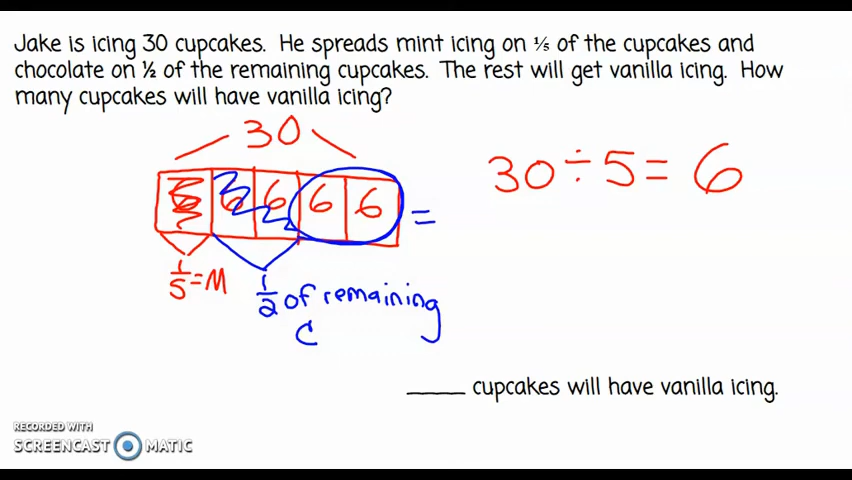 Jake is icing 30 cupcakes. He spreads mint icing on ⅕ of the cupcakes and
chocolate on ½ of the remaining cupcakes. The rest will get vanilla icing. How
many cupcakes will have vanilla icing?
30
30 ÷ 5 = 6
6 6 6 6 6 =
1/5 = M
1/2 of remaining
C
_____ cupcakes will have vanilla icing.
RECORDED WITH
SCREENCAST MATIC